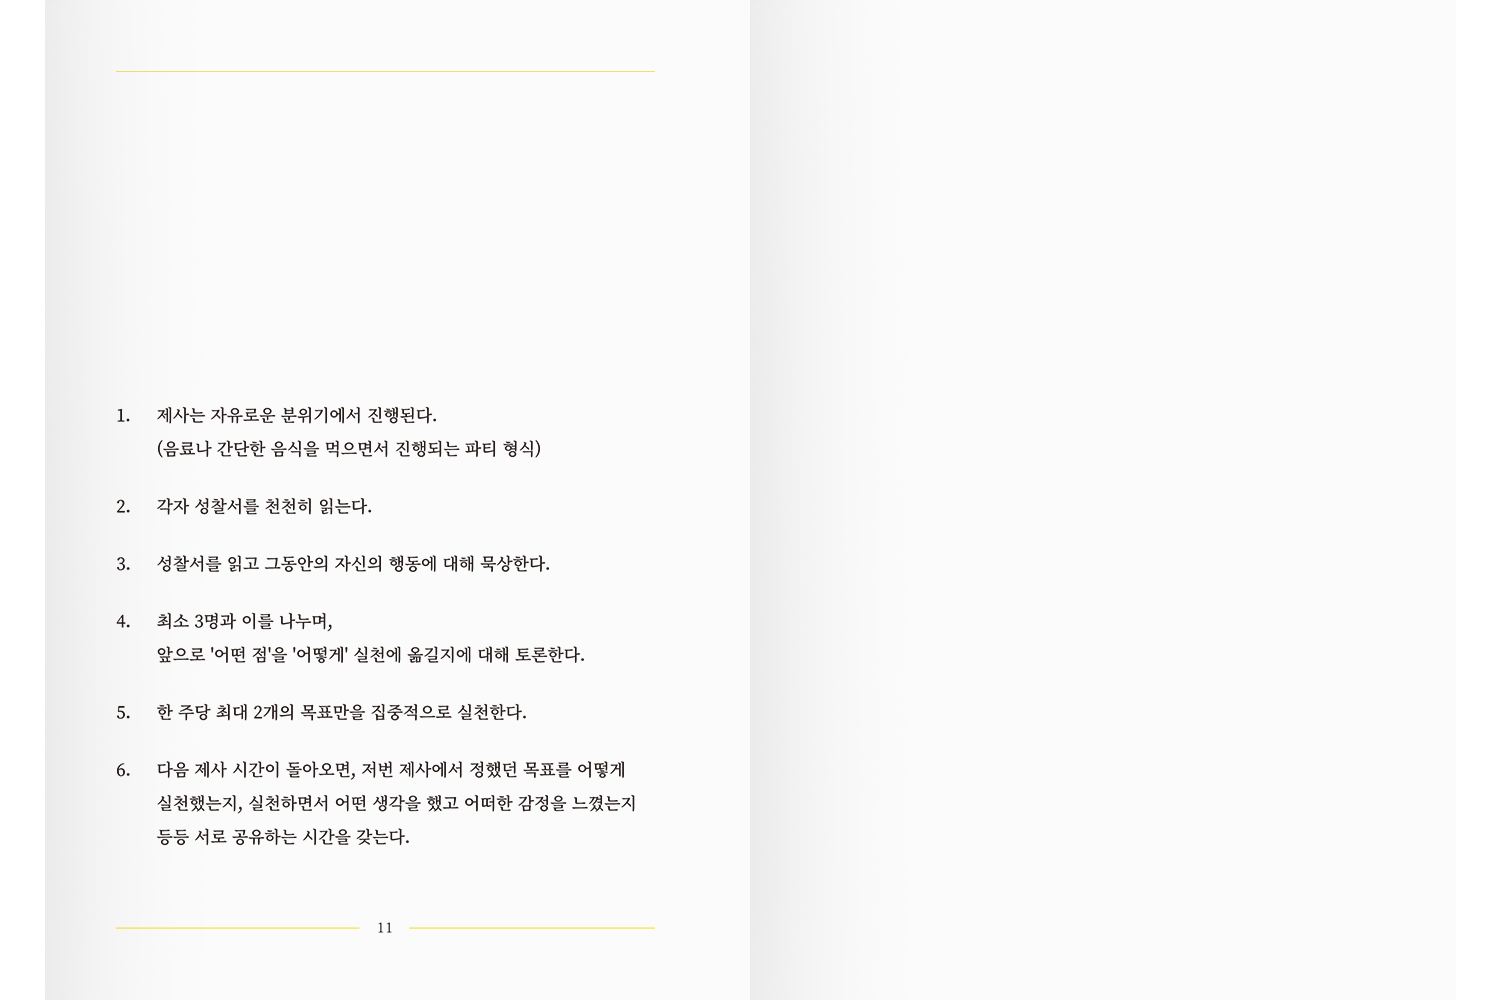 1. 제사는 자유로운 분위기에서 진행된다.
(음료나 간단한 음식을 먹으면서 진행되는 파티 형식)
2. 각자 성찰서를 천천히 읽는다.
3. 성찰서를 읽고 그동안의 자신의 행동에 대해 묵상한다.
4. 최소 3명과 이를 나누며,
앞으로 '어떤 점'을 '어떻게' 실천에 옮길지에 대해 토론한다.
5. 한 주당 최대 2개의 목표만을 집중적으로 실천한다.
6. 다음 제사 시간이 돌아오면, 저번 제사에서 정했던 목표를 어떻게
실천했는지, 실천하면서 어떤 생각을 했고 어떠한 감정을 느꼈는지
등등 서로 공유하는 시간을 갖는다.
11